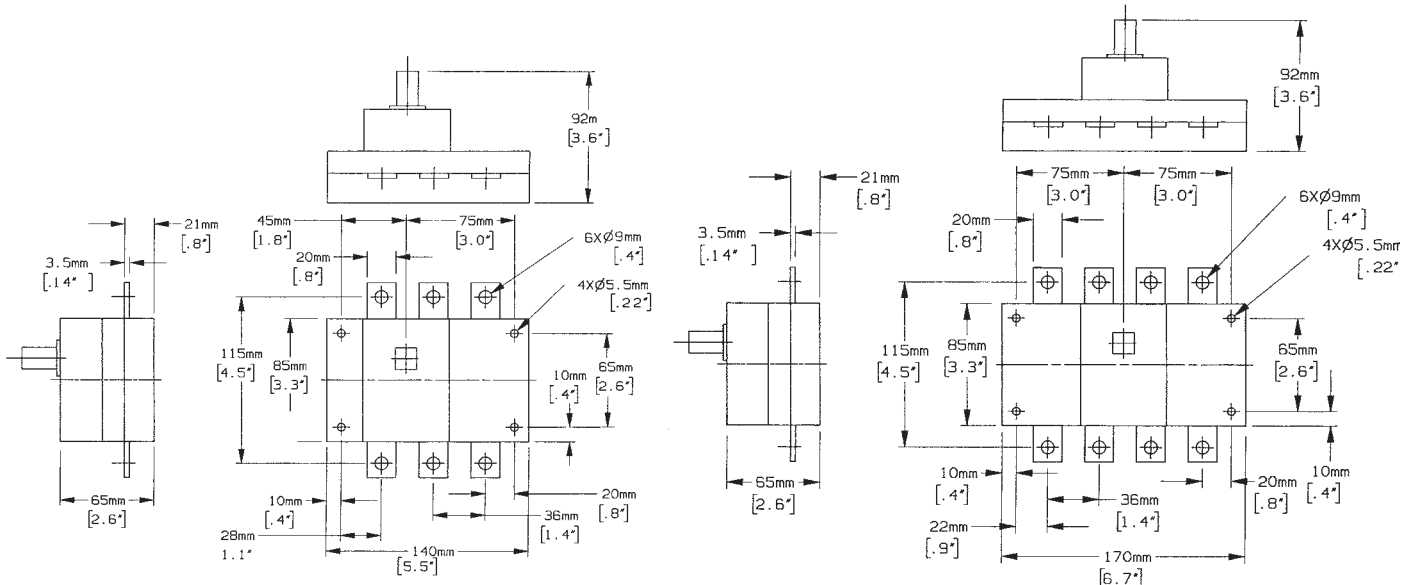 92m
[3.6"]
21mm
[.8"]
3.5mm
[.14"]
45mm
[1.8"]
75mm
[3.0"]
20mm
[.8"]
6XØ9mm
[.4"]
4XØ5.5mm
[.22"]
115mm
[4.5"]
85mm
[3.3"]
10mm
[.4"]
65mm
[2.6"]
65mm
[2.6"]
10mm
[.4"]
28mm
1.1"
20mm
[.8"]
36mm
[1.4"]
140mm
[5.5"]
92mm
[3.6"]
21mm
[.8"]
3.5mm
[.14"]
75mm
[3.0"]
75mm
[3.0"]
20mm
[.8"]
6XØ9mm
[.4"]
4XØ5.5m
[.22"
115mm
[4.5"]
85mm
[3.3"]
65mm
[2.6"]
65mm
[2.6"]
10mm
[.4"]
22mm
[.9"]
36mm
[1.4"]
20mm
[.8"]
10mm
[.4"]
170mm
[6.7"]